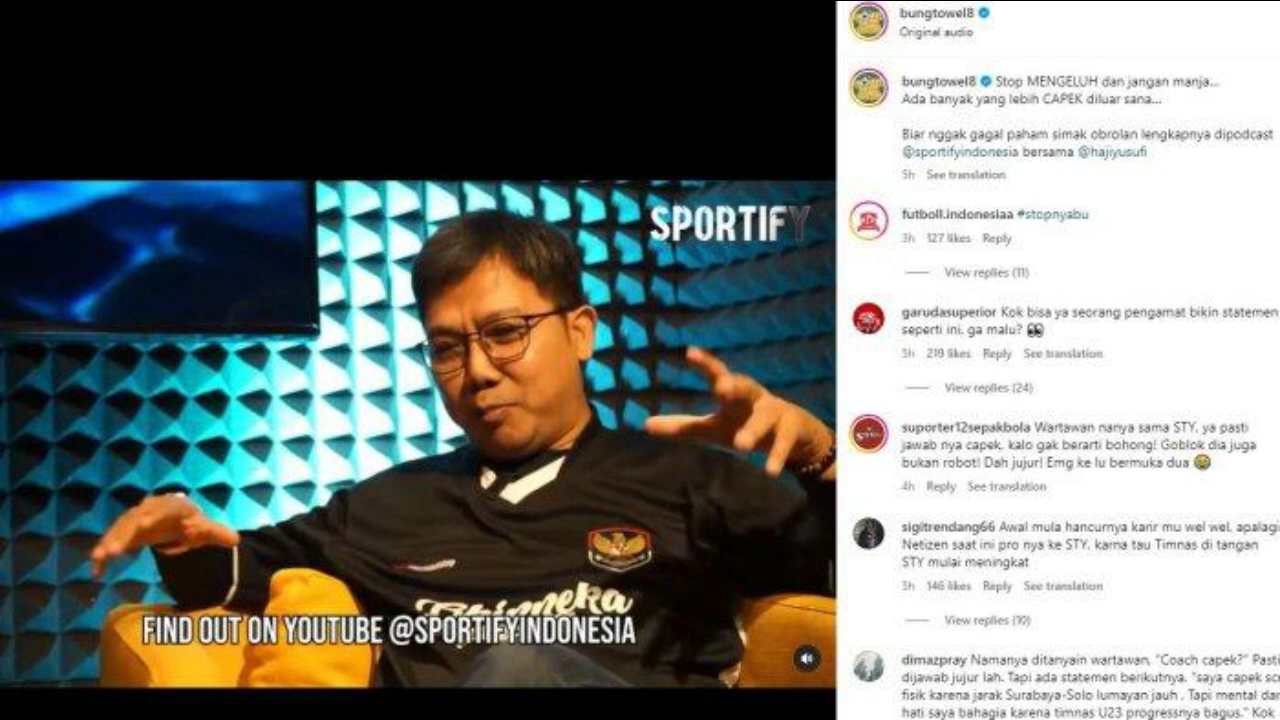 SPORTIFY
Bhinneka
FIND OUT ON YOUTUBE @SPORTIFYINDONESIA
bungtowel8
Original audio
bungtowel8 Stop MENGELUH dan jangan manja...
Ada banyak yang lebih CAPEK diluar sana...
Biar nggak gagal paham simak obrolan lengkapnya dipodcast
@sportifyindonesia bersama @hajiyusufi
5h See translation
futboll.indonesiaa #stopnyabu
3h 127 likes Reply
View replies (11)
garudasuperior Kok bisa ya seorang pengamat bikin statemen
seperti ini. ga malu? 👀
5h 219 likes Reply See translation
View replies (24)
suporter12sepakbola Wartawan nanya sama STY. ya pasti
jawab nya capek. kalo gak berarti bohong! Goblok dia juga
bukan robot! Dah jujur! Emg ke lu bermuka dua 😂
4h Reply See translation
sigitrendang66 Awal mula hancurnya karir mu wel wel. apalagi
Netizen saat ini pro nya ke STY. karna tau Timnas di tangan
STY mulai meningkat
5h 146 likes Reply See translation
View replies (10)
dimazpray Namanya ditanyain wartawan, "Coach capek?" Pasti
dijawab jujur lah. Tapi ada statemen berikutnya. "saya capek sc
fisik karena jarak Surabaya-Solo lumayan jauh . Tapi mental dan
hati saya bahagia karena timnas U23 progressnya bagus." Kok